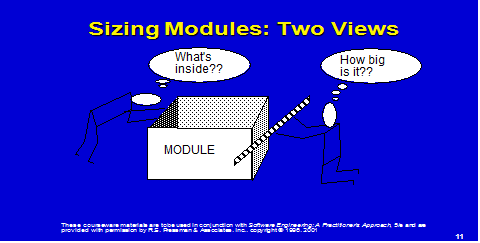 Sizing Modules: Two Views
What's
inside??
How big
is it??
MODULE
These courseware materials are to be used in conjunction with Software Engineering: A Practitioner's Approach, 5/e and are
provided with permission by R.S. Pressman & Associates, Inc., copyright © 1996, 2001
11